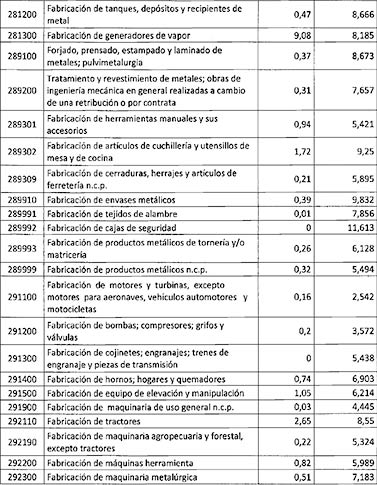 281200 Fabricación de tanques, depósitos y recipientes de metal 0,47 8,666
281300 Fabricación de generadores de vapor 9,08 8,185
289100 Forjado, prensado, estampado y laminado de metales; pulvimetalurgia 0,37 8,673
289200 Tratamiento y revestimiento de metales; obras de ingeniería mecánica en general realizadas a cambio de una retribución o por contrata 0,31 7,657
289301 Fabricación de herramientas manuales y sus accesorios 0,94 5,421
289302 Fabricación de artículos de cuchillería y utensillos de mesa y de cocina 1,72 9,25
289309 Fabricación de cerraduras, herrajes y artículos de ferretería n.c.p. 0,21 5,895
289910 Fabricación de envases metálicos 0,39 9,832
289991 Fabricación de tejidos de alambre 0,01 7,856
289992 Fabricación de cajas de seguridad 0 11,613
289993 Fabricación de productos metálicos de tornería y/o matricería 0,26 6,128
289999 Fabricación de productos metálicos n.c.p. 0,32 5,494
291100 Fabricación de motores y turbinas, excepto motores para aeronaves, vehículos automotores y motocicletas 0,16 2,542
291200 Fabricación de bombas; compresores; grifos y válvulas 0,2 3,572
291300 Fabricación de cojinetes; engranajes; trenes de engranaje y piezas de transmisión 0 5,438
291400 Fabricación de hornos; hogares y quemadores 0,74 6,903
291500 Fabricación de equipo de elevación y manipulación 1,05 6,214
291900 Fabricación de maquinaria de uso general n.c.p. 0,03 4,445
292110 Fabricación de tractores 2,65 8,55
292190 Fabricación de maquinaria agropecuaria y forestal, excepto tractores 0,22 5,324
292200 Fabricación de máquinas herramienta 0,82 5,989
292300 Fabricación de maquinaria metalúrgica 0,51 7,183